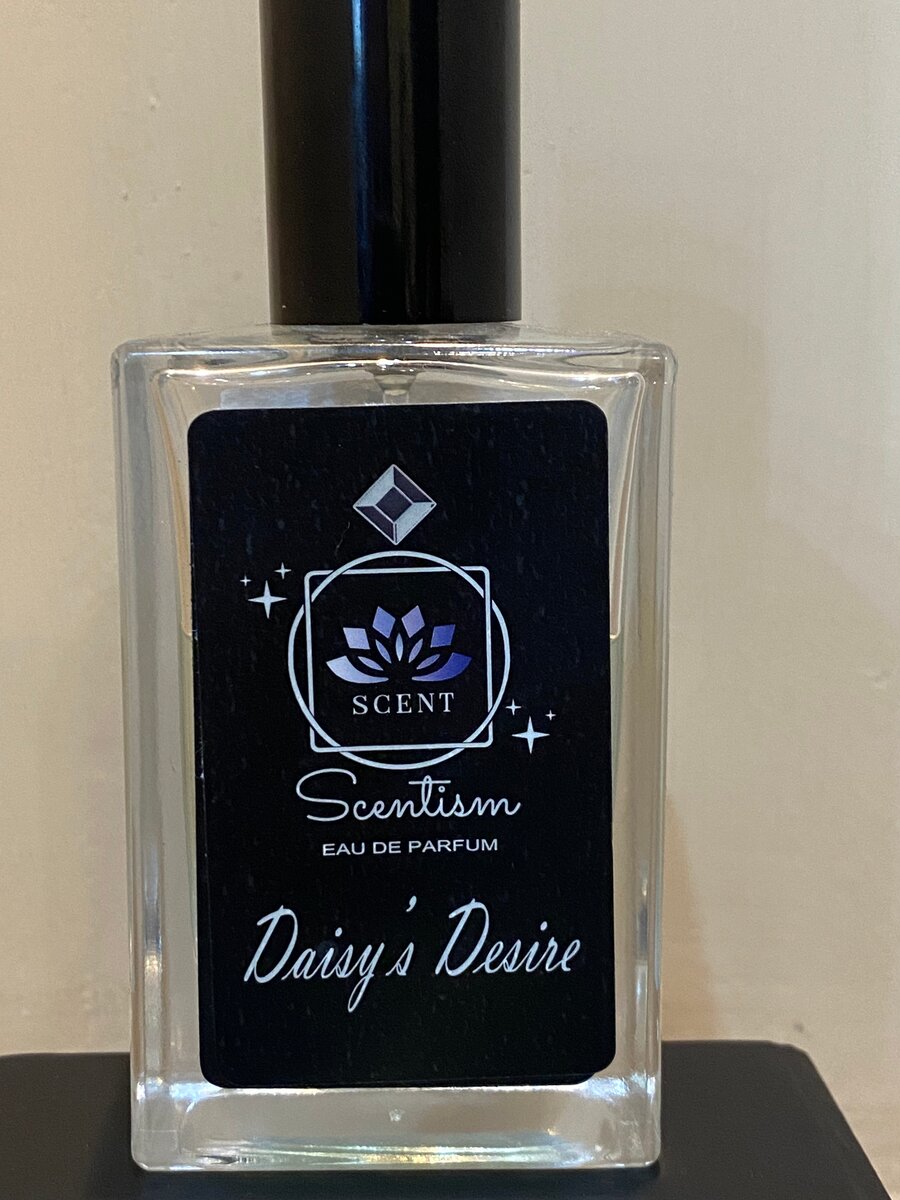 SCENT
Scentism
EAU DE PARFUM
Daisy's Desire